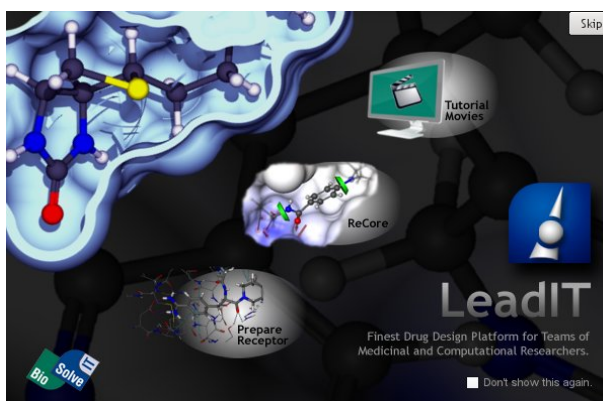 Skip
Tutorial
Movies
ReCore
Prepare
Receptor
LeadIT
Finest Drug Design Platform for Teams of
Medicinal and Computational Researchers.
Bio
Solve
IT
Don't show this again.